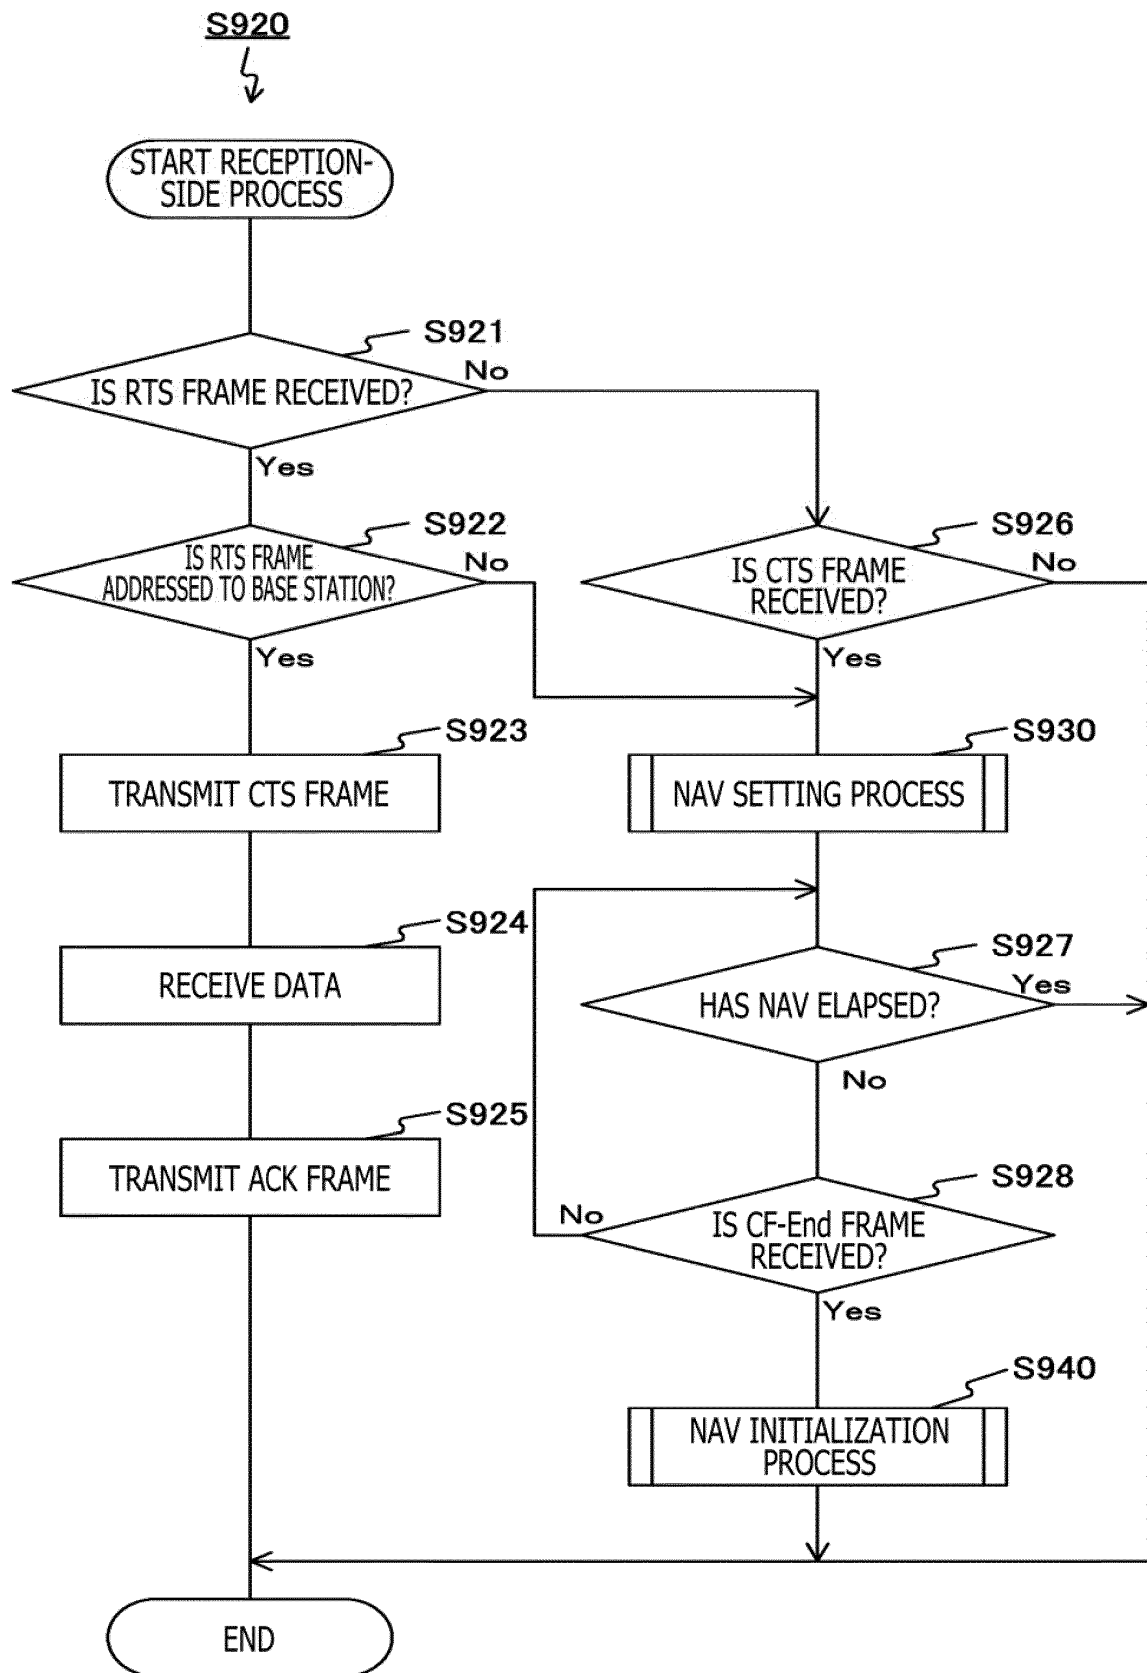 S920
START RECEPTION-
SIDE PROCESS
S921
IS RTS FRAME RECEIVED?
No
Yes
S922
IS RTS FRAME
ADDRESSED TO BASE STATION?
No
Yes
S926
IS CTS FRAME
RECEIVED?
No
Yes
S923
TRANSMIT CTS FRAME
S930
NAV SETTING PROCESS
S924
RECEIVE DATA
S927
HAS NAV ELAPSED?
Yes
No
S925
TRANSMIT ACK FRAME
S928
IS CF-End FRAME
RECEIVED?
No
Yes
S940
NAV INITIALIZATION
PROCESS
END